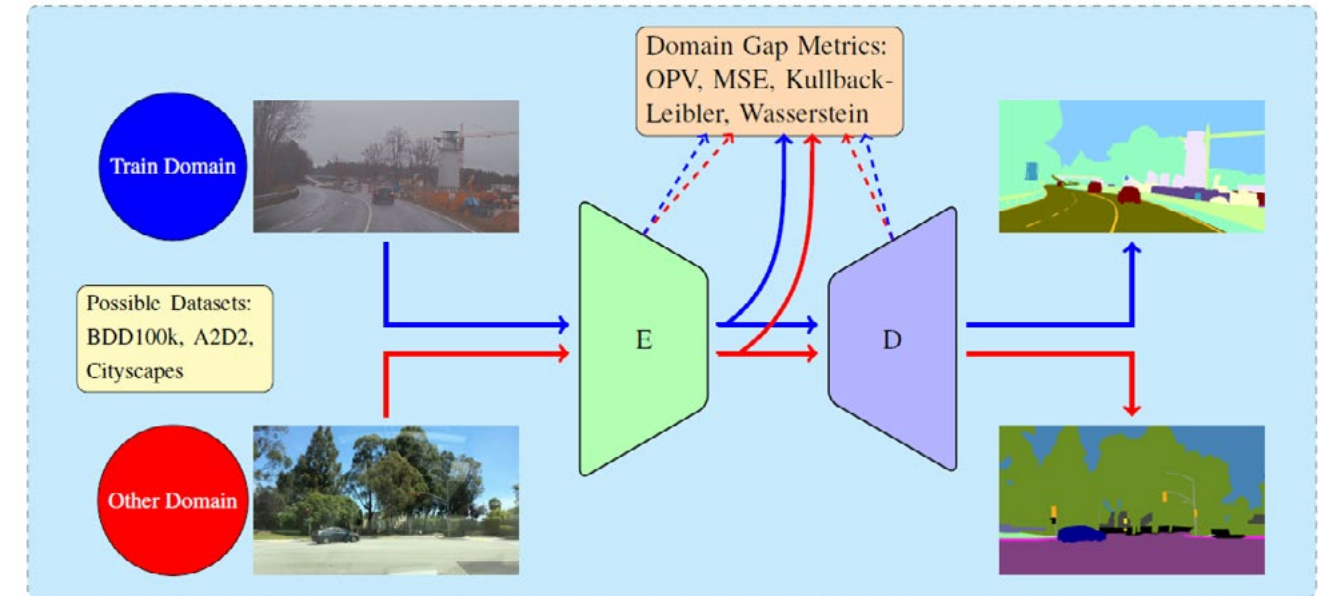 Domain Gap Metrics:
OPV, MSE, Kullback-
Leibler, Wasserstein
Train Domain
Possible Datasets:
BDD100k, A2D2,
Cityscapes
E
D
Other Domain